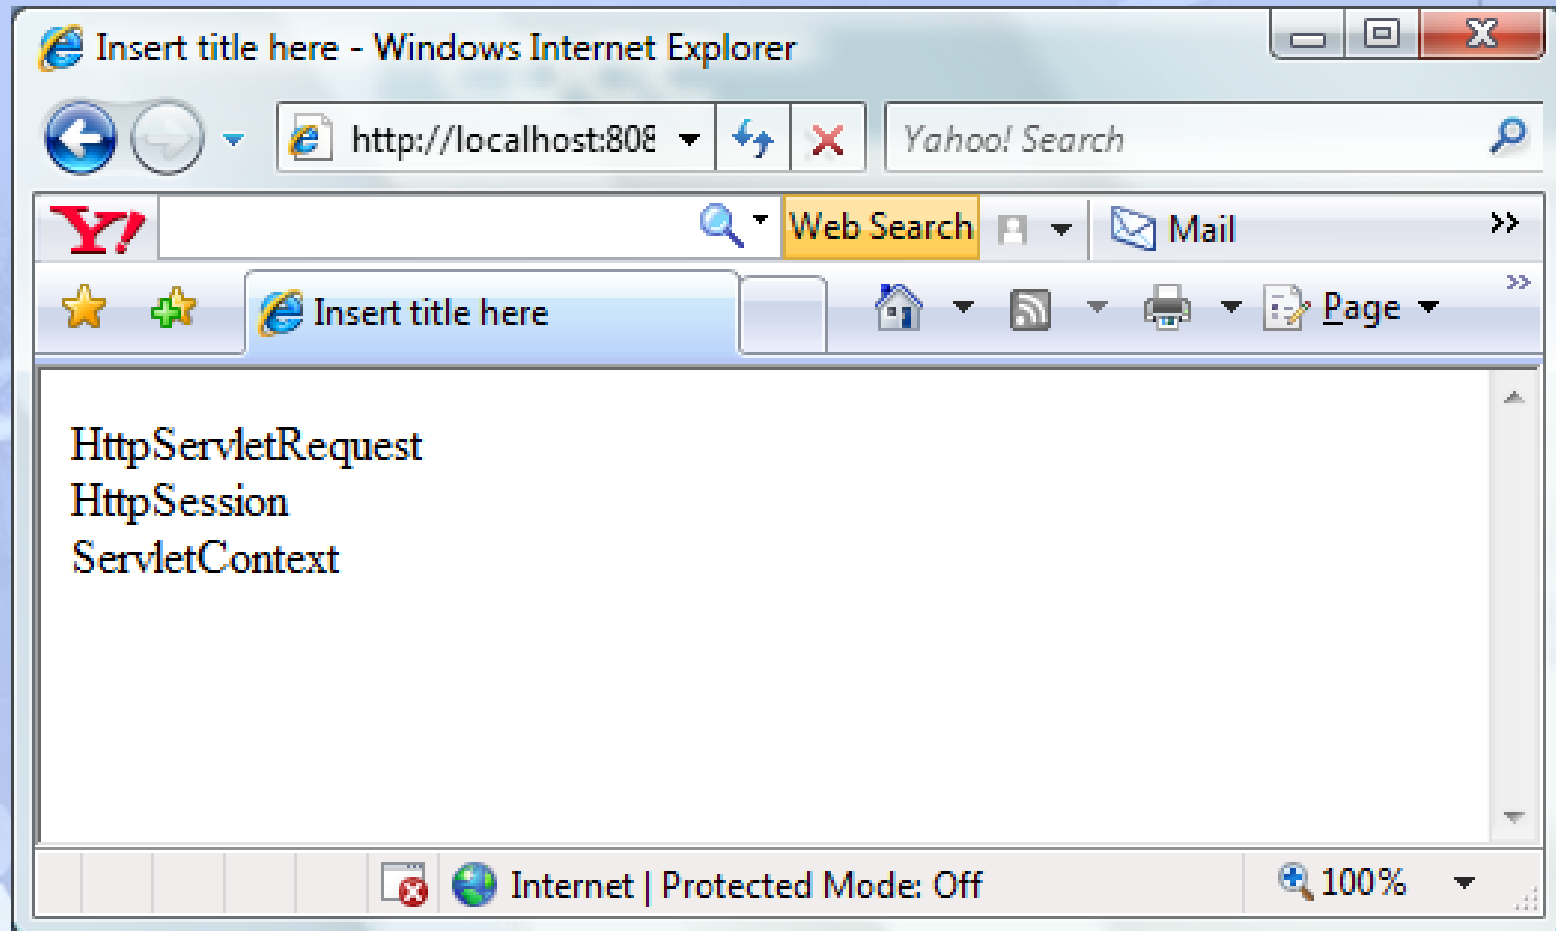 Insert title here - Windows Internet Explorer
http://localhost:808
Yahoo! Search
Y! Web Search Mail
Insert title here Page
HttpServletRequest
HttpSession
ServletContext
Internet | Protected Mode: Off 100%